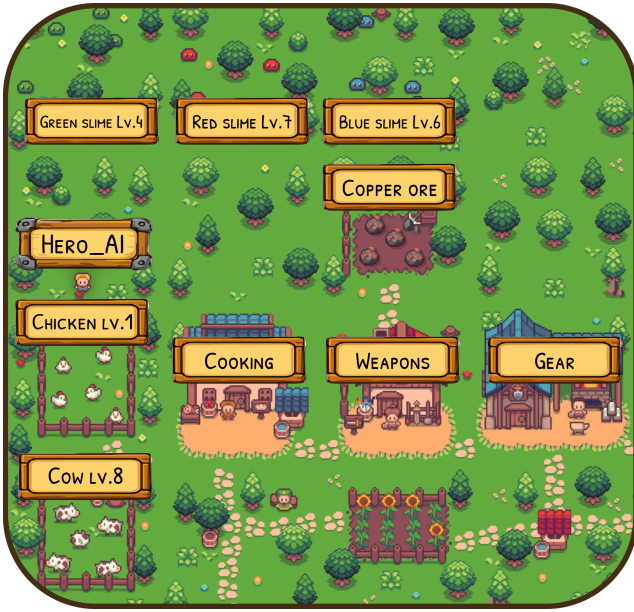 Green slime Lv.4
Red slime Lv.7
Blue slime Lv.6
Copper ore
Hero_AI
Chicken lv.1
Cooking
Weapons
Gear
Cow lv.8